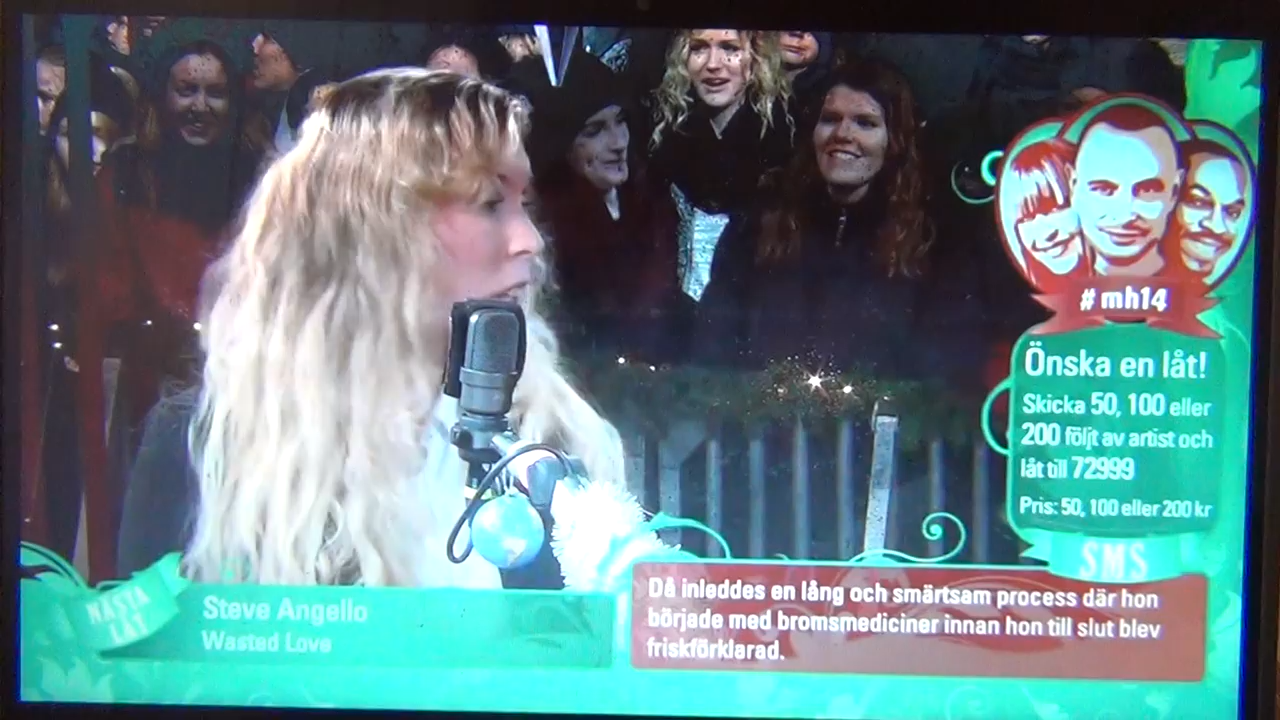 # mh14
Önska en låt!
Skicka 50, 100 eller
200 följt av artist och
låt till 72999
Pris: 50, 100 eller 200 kr
SMS
NÄSTA
LÅT
Steve Angello
Wasted Love
Då inleddes en lång och smärtsam process där hon
började med bromsmediciner innan hon till slut blev
friskförklarad.